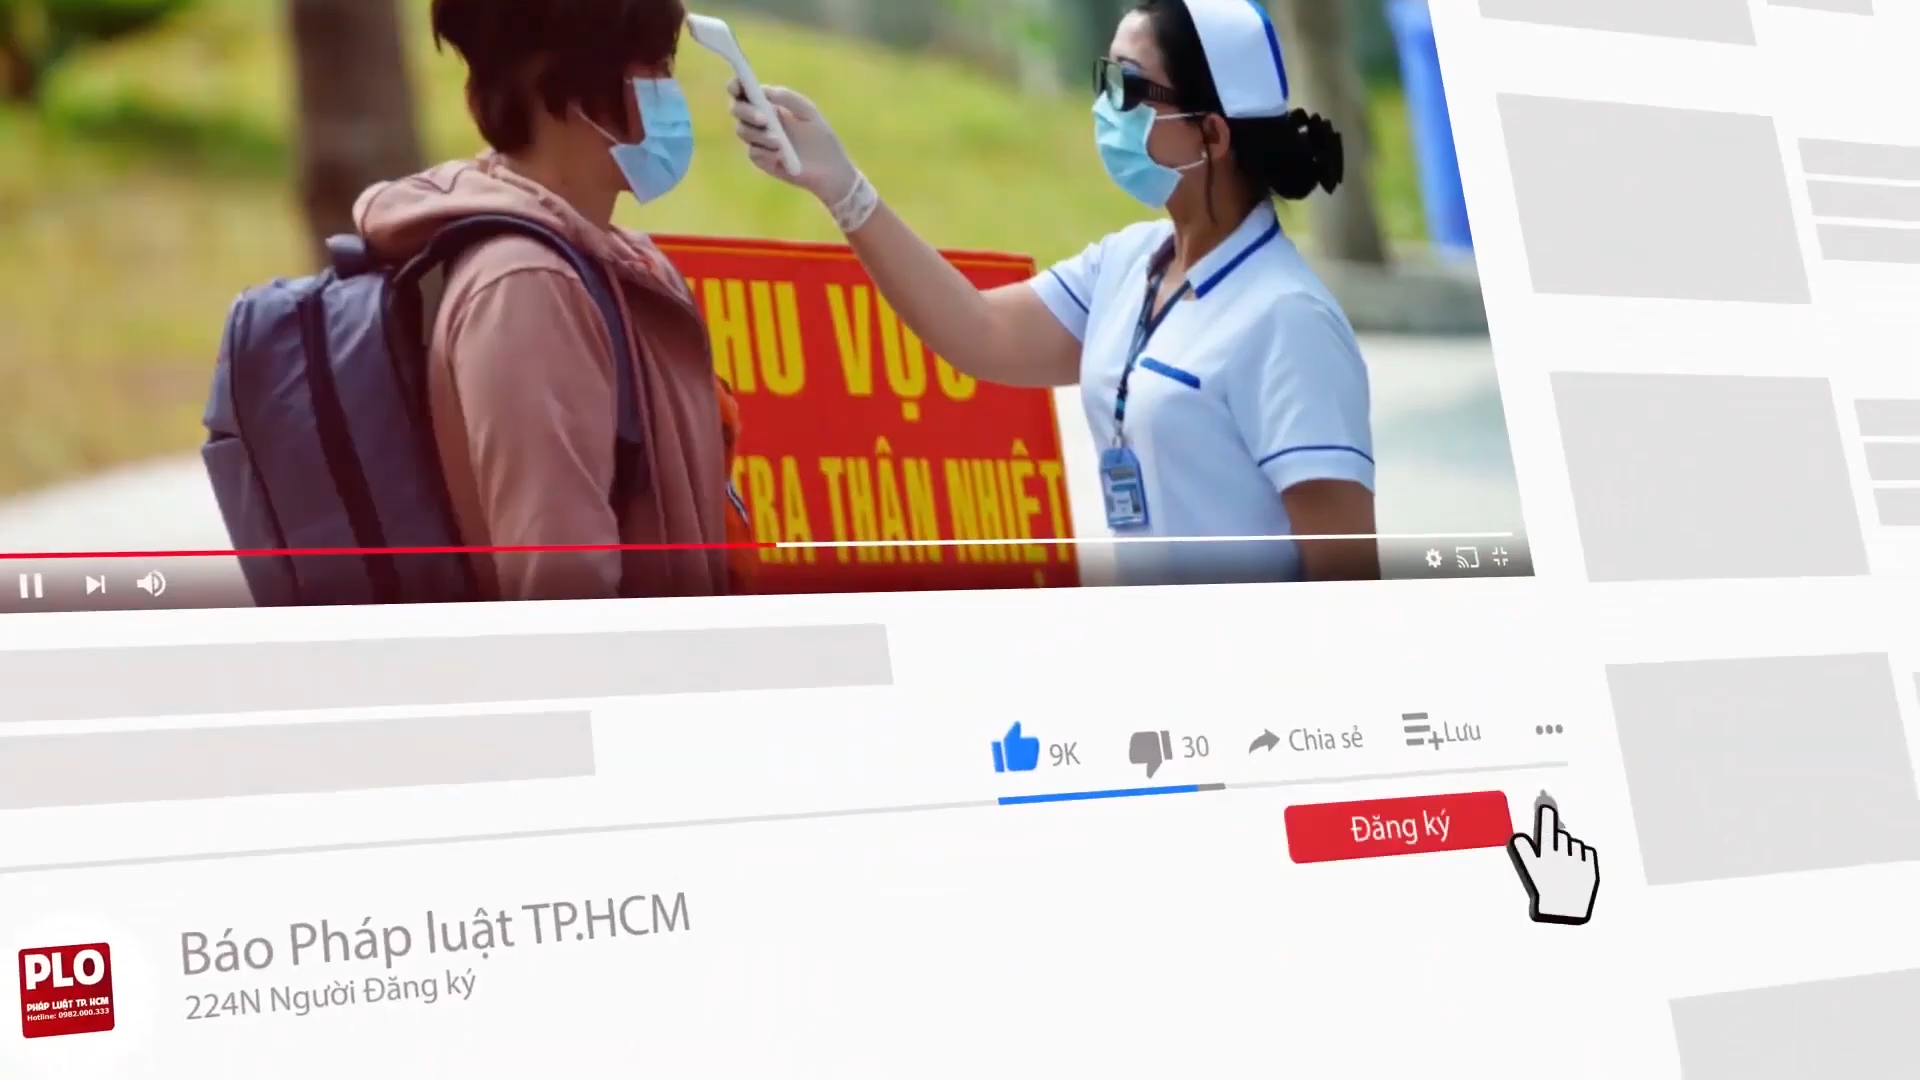 HU VỰC
TRA THÂN NHIỆT
9K
30
Chia sẻ
Lưu
Đăng ký
Báo Pháp luật TP.HCM
224N Người Đăng ký
PLO
PHÁP LUẬT TP. HCM
Hotline: 0982.000.333